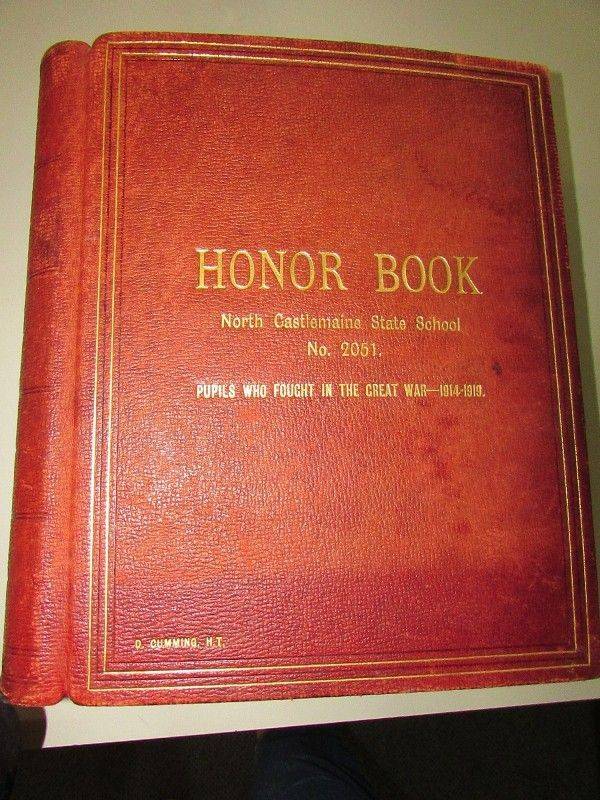 HONOR BOOK
North Castlemaine State School
No. 2051.
PUPILS WHO FOUGHT IN THE GREAT WAR—1914-1919.
D. CUMMING, H.T.